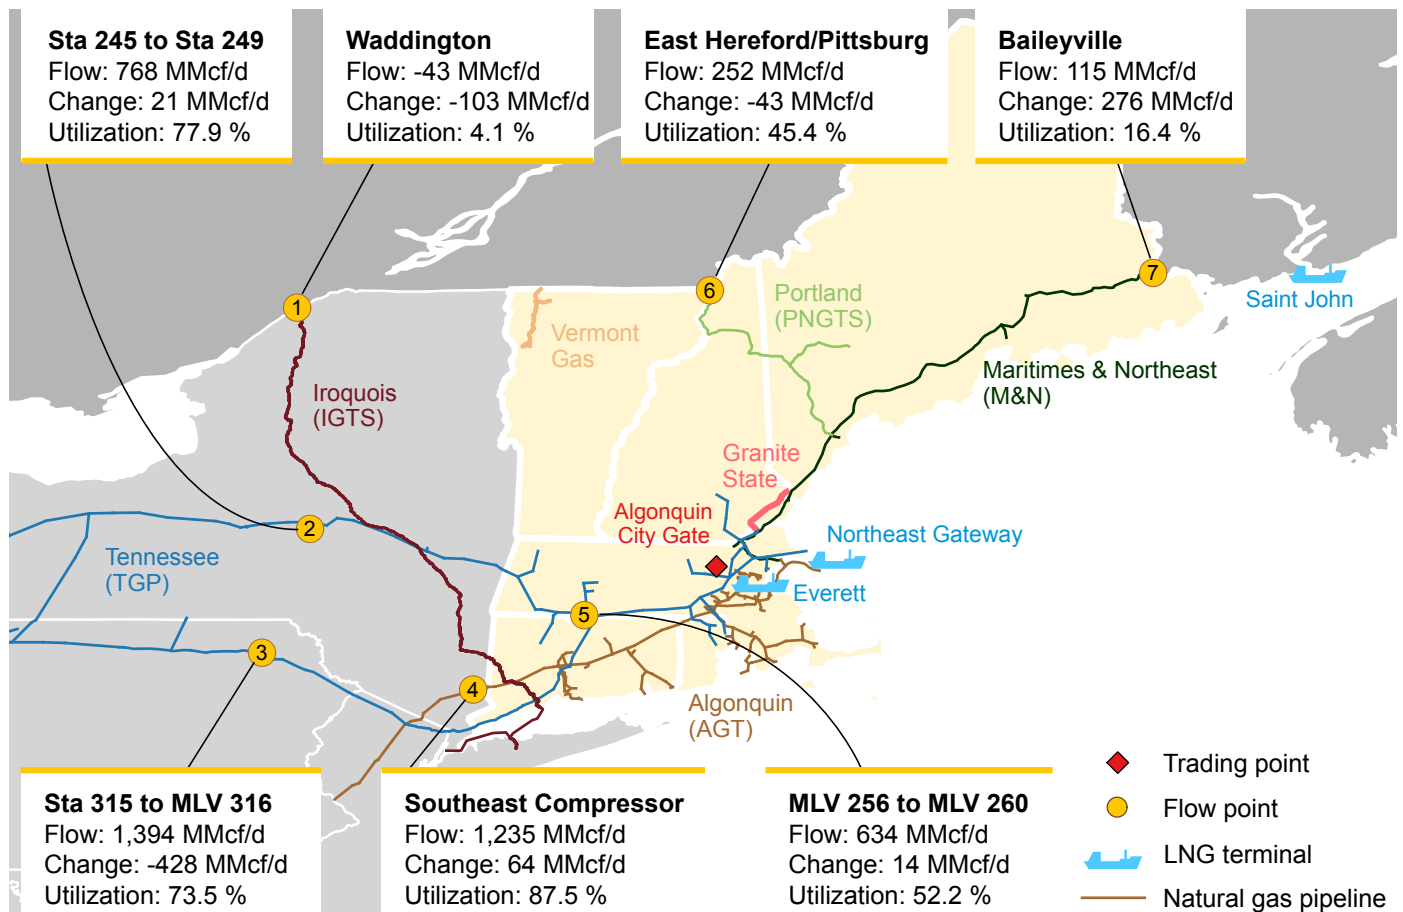 Sta 245 to Sta 249
Flow: 768 MMcf/d
Change: 21 MMcf/d
Utilization: 77.9 %
Waddington
Flow: -43 MMcf/d
Change: -103 MMcf/d
Utilization: 4.1 %
East Hereford/Pittsburg
Flow: 252 MMcf/d
Change: -43 MMcf/d
Utilization: 45.4 %
Baileyville
Flow: 115 MMcf/d
Change: 276 MMcf/d
Utilization: 16.4 %
7
6
1
Saint John
Portland
(PNGTS)
Vermont
Gas
Maritimes & Northeast
(M&N)
Iroquois
(IGTS)
Granite
State
Algonquin
City Gate
2
Northeast Gateway
Tennessee
(TGP)
Everett
5
3
4
Algonquin
(AGT)
Sta 315 to MLV 316
Flow: 1,394 MMcf/d
Change: -428 MMcf/d
Utilization: 73.5 %
Southeast Compressor
Flow: 1,235 MMcf/d
Change: 64 MMcf/d
Utilization: 87.5 %
MLV 256 to MLV 260
Flow: 634 MMcf/d
Change: 14 MMcf/d
Utilization: 52.2 %
Trading point
Flow point
LNG terminal
Natural gas pipeline